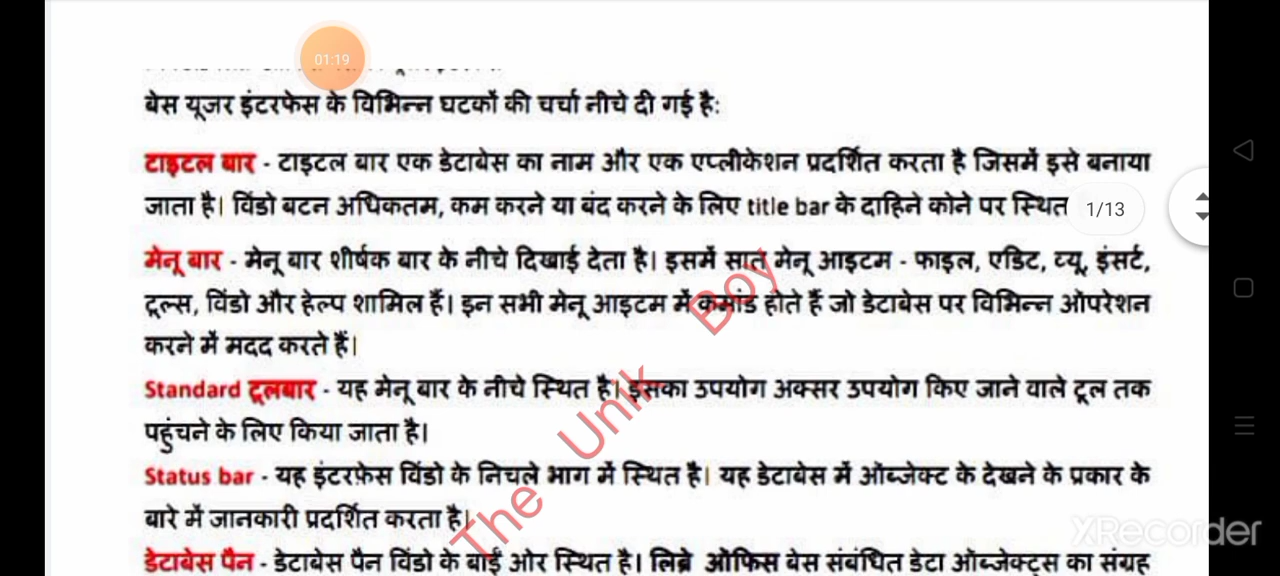 01:19
बेस यूजर इंटरफेस के विभिन्न घटकों की चर्चा नीचे दी गई है:
टाइटल बार - टाइटल बार एक डेटाबेस का नाम और एक एप्लीकेशन प्रदर्शित करता है जिसमें इसे बनाया
जाता है। विंडो बटन अधिकतम, कम करने या बंद करने के लिए title bar के दाहिने कोने पर स्थित
1/13
मेनू बार - मेनू बार शीर्षक बार के नीचे दिखाई देता है। इसमें सात मेनू आइटम - फाइल, एडिट, व्यू, इंसर्ट,
टूल्स, विंडो और हेल्प शामिल हैं। इन सभी मेनू आइटम में कमांड होते हैं जो डेटाबेस पर विभिन्न ऑपरेशन
करने में मदद करते हैं।
Standard टूलबार - यह मेनू बार के नीचे स्थित है। इसका उपयोग अक्सर उपयोग किए जाने वाले टूल तक
पहुंचने के लिए किया जाता है।
Status bar - यह इंटरफ़ेस विंडो के निचले भाग में स्थित है। यह डेटाबेस में ऑब्जेक्ट के देखने के प्रकार के
बारे में जानकारी प्रदर्शित करता है।
डेटाबेस पैन - डेटाबेस पैन विंडो के बाईं ओर स्थित है। लिब्रे ऑफिस बेस संबंधित डेटा ऑब्जेक्ट्स का संग्रह
The Unik Boy
XRecorder